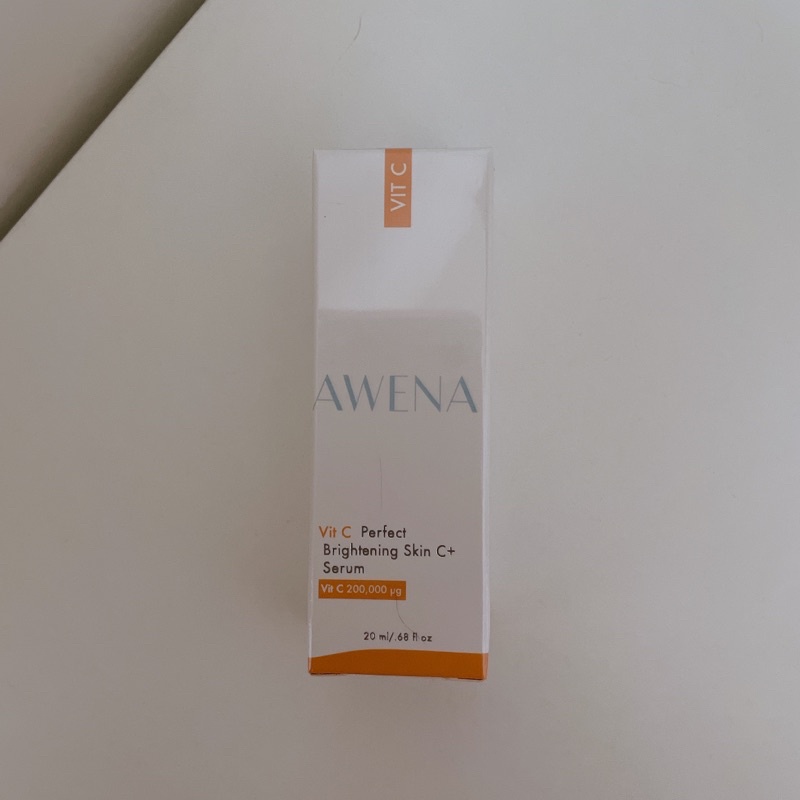 VIT C
AWENA
Vit C Perfect
Brightening Skin C+
Serum
Vit C 200,000 µg
20 ml/.68 fl oz